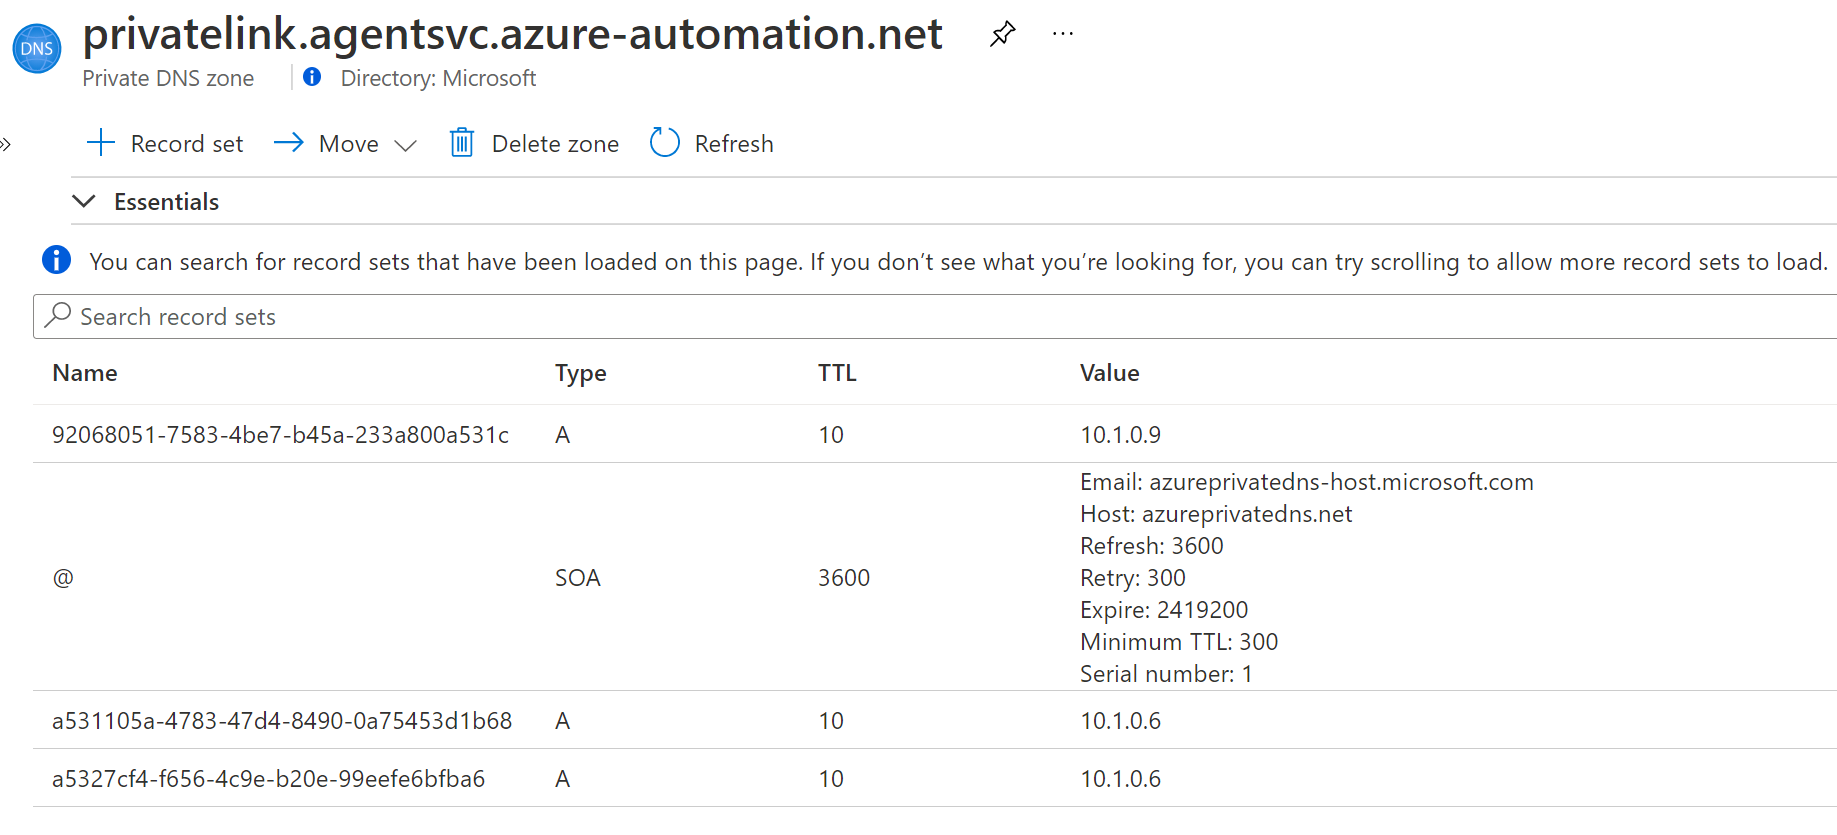 DNS
privatelink.agentsvc.azure-automation.net
Private DNS zone
Directory: Microsoft
Record set
Move
Delete zone
Refresh
Essentials
You can search for record sets that have been loaded on this page. If you don’t see what you’re looking for, you can try scrolling to allow more record sets to load.
Search record sets
Name Type TTL Value
92068051-7583-4be7-b45a-233a800a531c A 10 10.1.0.9
Email: azureprivatedns-host.microsoft.com
Host: azureprivatedns.net
Refresh: 3600
@ SOA 3600 Retry: 300
Expire: 2419200
Minimum TTL: 300
Serial number: 1
a531105a-4783-47d4-8490-0a75453d1b68 A 10 10.1.0.6
a5327cf4-f656-4c9e-b20e-99eefe6bfba6 A 10 10.1.0.6